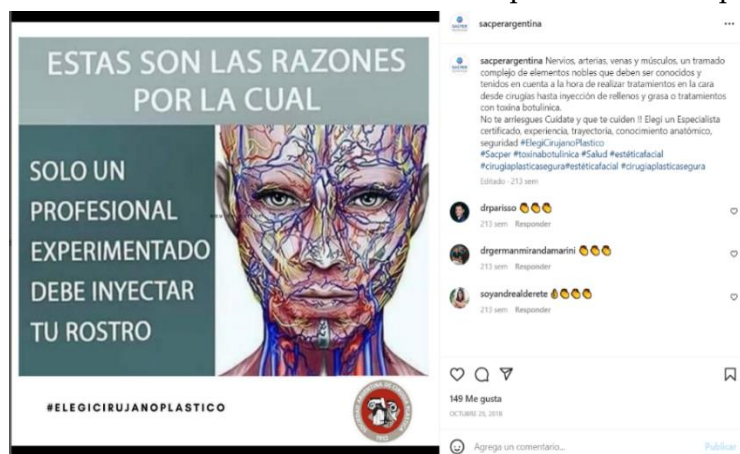 ESTAS SON LAS RAZONES
POR LA CUAL
SOLO UN
PROFESIONAL
EXPERIMENTADO
DEBE INYECTAR
TU ROSTRO
#ELEGICIRUJANOPLASTICO
sacperargentina
sacperargentina Nervios, arterias, venas y músculos, un tramado
complejo de elementos nobles que deben ser conocidos y
tenidos en cuenta a la hora de realizar tratamientos en la cara
desde cirugías hasta inyección de rellenos y grasa o tratamientos
con toxina botulinica.
No te arriesgues Cuídate y que te cuiden !! Elegi un Especialista
certificado, experiencia, trayectoria, conocimiento anatómico,
seguridad #ElegiCirujanoPlastico
#Sacper #toxinabotulinica #Salud #estéticafacial
#cirugiaplasticasegura#estéticafacial #cirugiaplasticasegura
Editado · 213 sem
drparisso 👏👏👏
213 sem Responder
drgermanmirandamarini 👏👏👏
213 sem Responder
soyandrealderete 👌👏👏👏
213 sem Responder
149 Me gusta
OCTUBRE 25, 2018
Agrega un comentario...
Publicar